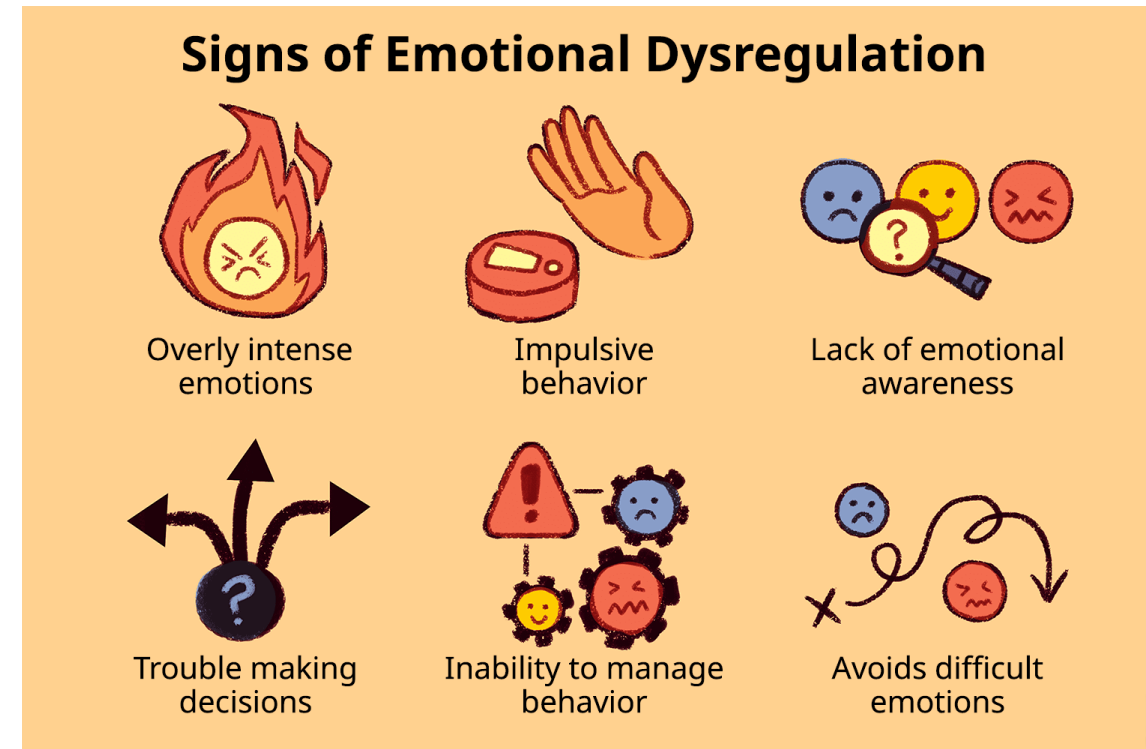 Signs of Emotional Dysregulation
Overly intense
emotions
Impulsive
behavior
?
Lack of emotional
awareness
?
Trouble making
decisions
!
Inability to manage
behavior
Avoids difficult
emotions